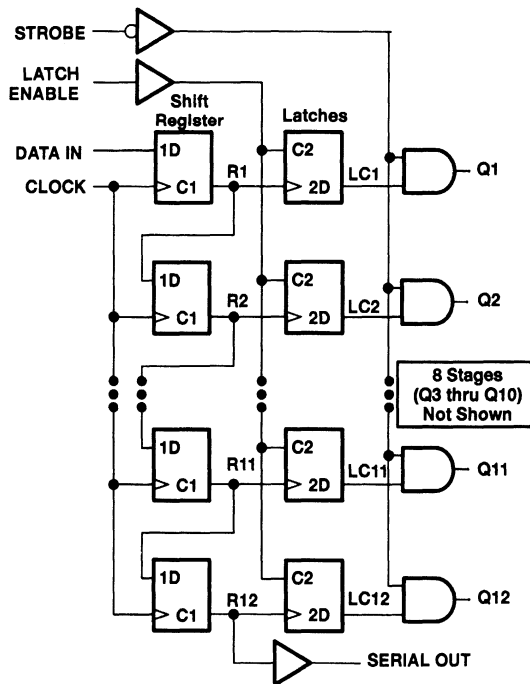 STROBE
LATCH
ENABLE
Shift
Register
Latches
DATA IN
CLOCK
1D
C1
R1
C2
2D
LC1
Q1
1D
C1
R2
C2
2D
LC2
Q2
8 Stages
(Q3 thru Q10)
Not Shown
1D
C1
R11
C2
2D
LC11
Q11
1D
C1
R12
C2
2D
LC12
Q12
SERIAL OUT